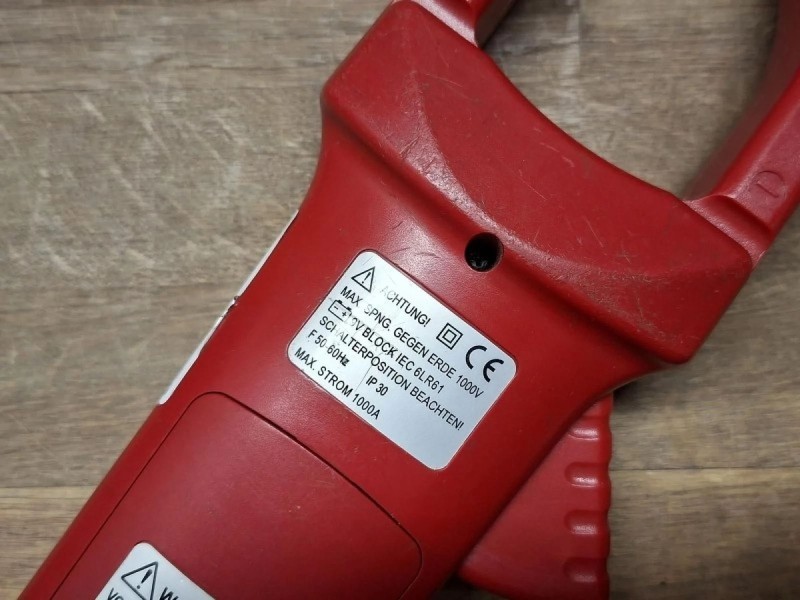 ACHTUNG!
MAX. SPNG. GEGEN ERDE 1000V
9V BLOCK IEC 6LR61
SCHALTERPOSITION BEACHTEN!
F 50-60Hz IP 30
MAX. STROM 1000A
CE